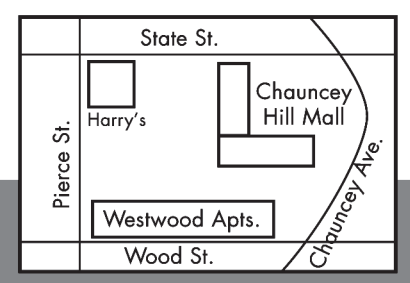 State St.
Harry's
Chauncey
Hill Mall
Pierce St.
Chauncey Ave.
Westwood Apts.
Wood St.